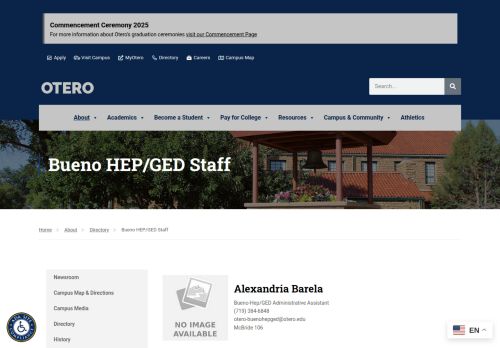 Commencement Ceremony 2025
For more information about Otero's graduation ceremonies visit our Commencement Page
Apply Visit Campus MyOtero Directory Careers Campus Map
OTERO
Search...
About Academics Become a Student Pay for College Resources Campus & Community Athletics
Bueno HEP/GED Staff
Home > About > Directory > Bueno HEP/GED Staff
Newsroom
Campus Map & Directions
Campus Media
Directory
History
NO IMAGE
AVAILABLE
Alexandria Barela
Bueno Hep/GED Administrative Assistant
(719) 384-6848
otero-buenohepged@otero.edu
McBride 106
EN